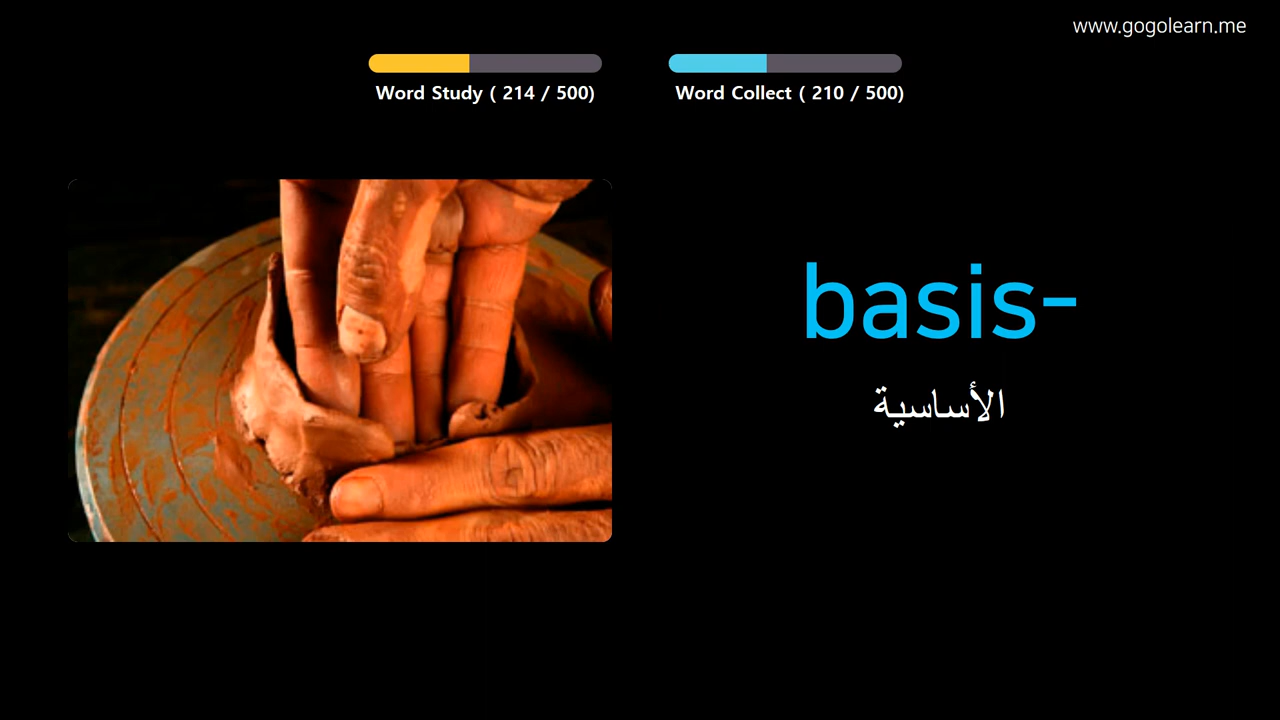 www.gogolearn.me
Word Study ( 214 / 500)
Word Collect ( 210 / 500)
basis-
الأساسية